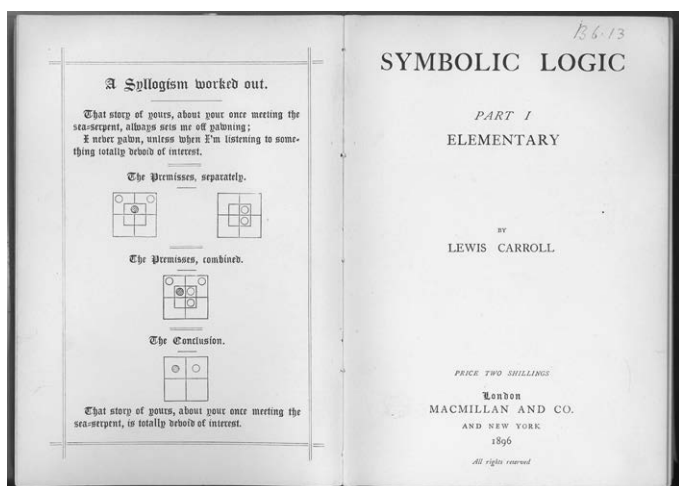 A Syllogism worked out.
That story of yours, about your once meeting the
sea-serpent, always sets me off yawning;
I never yawn, unless when I'm listening to some-
thing totally devoid of interest.
The Premisses, separately.
The Premisses, combined.
The Conclusion.
That story of yours, about your once meeting the
sea-serpent, is totally devoid of interest.
136.13
SYMBOLIC LOGIC
PART I
ELEMENTARY
BY
LEWIS CARROLL
PRICE TWO SHILLINGS
London
MACMILLAN AND CO.
AND NEW YORK
1896
All rights reserved